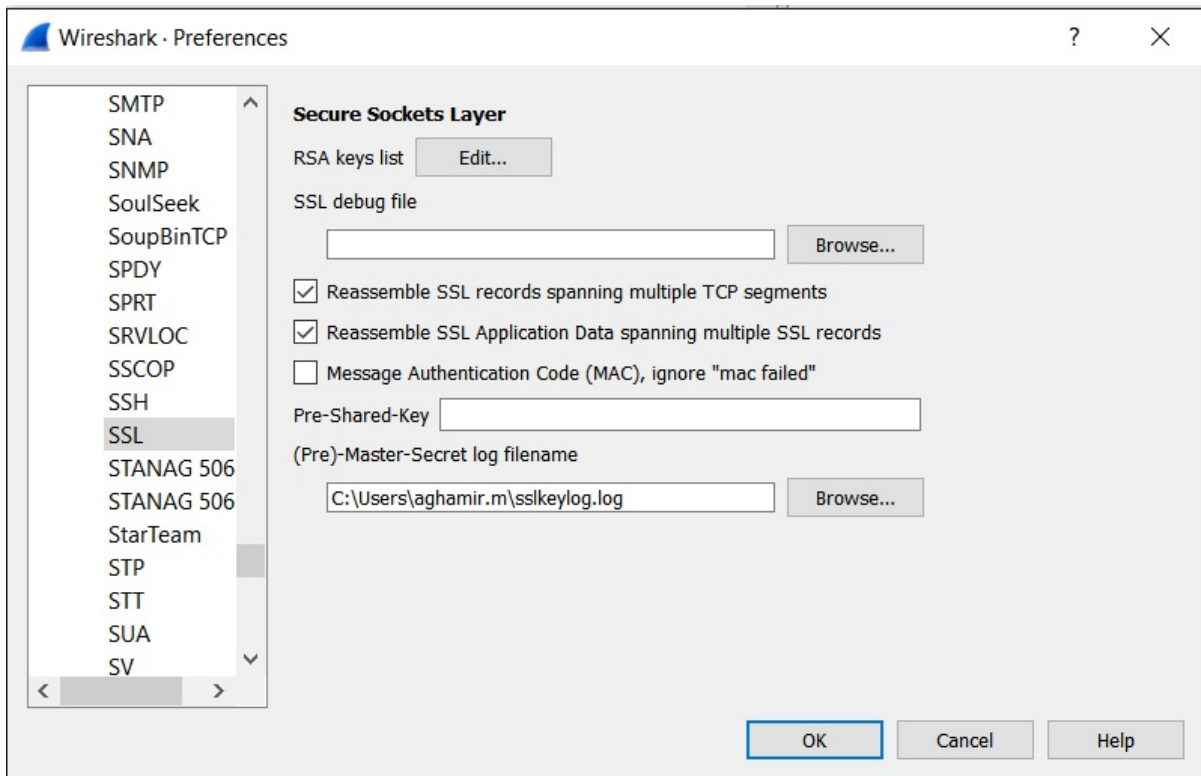 Wireshark · Preferences
?
SMTP
SNA
SNMP
SoulSeek
SoupBinTCP
SPDY
SPRT
SRVLOC
SSCOP
SSH
SSL
STANAG 506
STANAG 506
StarTeam
STP
STT
SUA
SV
Secure Sockets Layer
RSA keys list Edit...
SSL debug file
Browse...
Reassemble SSL records spanning multiple TCP segments
Reassemble SSL Application Data spanning multiple SSL records
Message Authentication Code (MAC), ignore "mac failed"
Pre-Shared-Key
(Pre)-Master-Secret log filename
C:\Users\aghamir.m\sslkeylog.log Browse...
OK Cancel Help